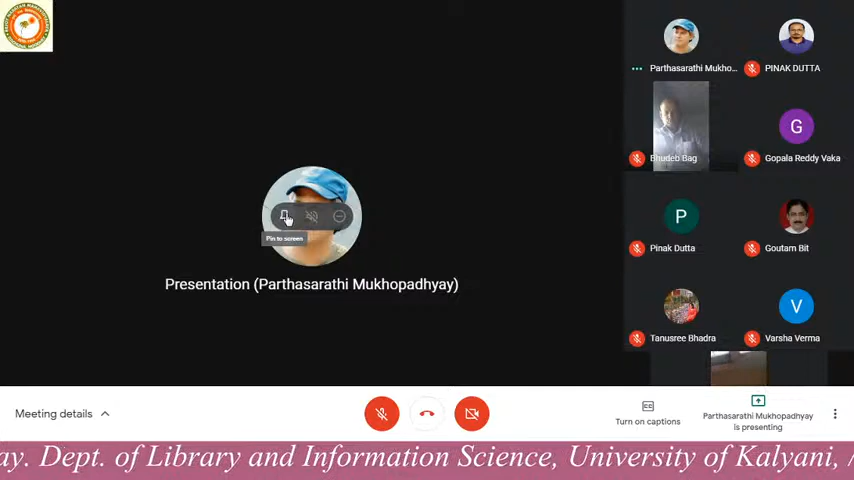 Parthasarathi Mukho...
PINAK DUTTA
Bhudeb Bag
G
Gopala Reddy Vaka
P
Pinak Dutta
Goutam Bit
Tanusree Bhadra
V
Varsha Verma
Pin to screen
Presentation (Parthasarathi Mukhopadhyay)
Meeting details
CC
Turn on captions
Parthasarathi Mukhopadhyay
is presenting
ay. Dept. of Library and Information Science, University of Kalyani,